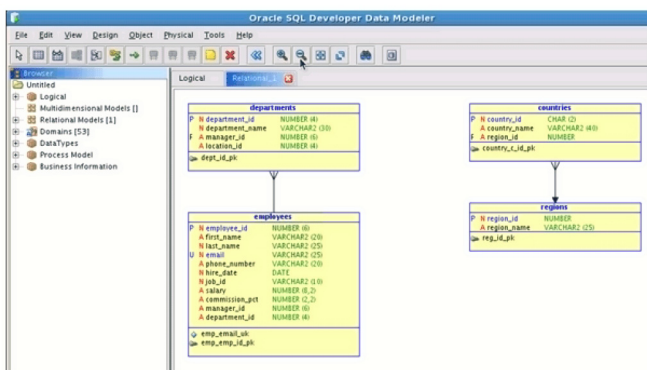 Oracle SQL Developer Data Modeler
File Edit View Design Object Physical Tools Help
Browser
Logical Relational_1
Untitled
Logical
Multidimensional Models []
Relational Models [1]
Domains [53]
DataTypes
Process Model
Business Information
departments
P N department_id NUMBER (4)
N department_name VARCHAR2 (30)
F A manager_id NUMBER (6)
A location_id NUMBER (4)
dept_id_pk
employees
P N employee_id NUMBER (6)
A first_name VARCHAR2 (20)
N last_name VARCHAR2 (25)
U N email VARCHAR2 (25)
A phone_number VARCHAR2 (20)
N hire_date DATE
N job_id VARCHAR2 (10)
A salary NUMBER (8,2)
A commission_pct NUMBER (2,2)
A manager_id NUMBER (6)
A department_id NUMBER (4)
emp_email_uk
emp_emp_id_pk
countries
P N country_id CHAR (2)
A country_name VARCHAR2 (40)
F A region_id NUMBER
country_c_id_pk
regions
P N region_id NUMBER
A region_name VARCHAR2 (25)
reg_id_pk